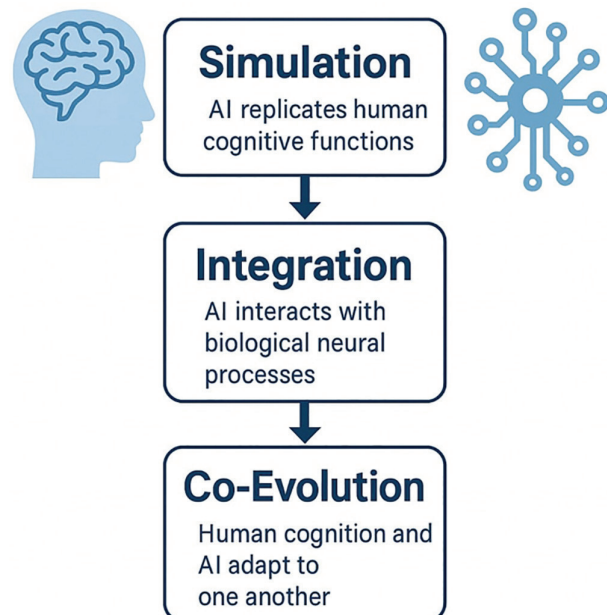 Simulation
AI replicates human
cognitive functions
Integration
AI interacts with
biological neural
processes
Co-Evolution
Human cognition and
AI adapt to
one another